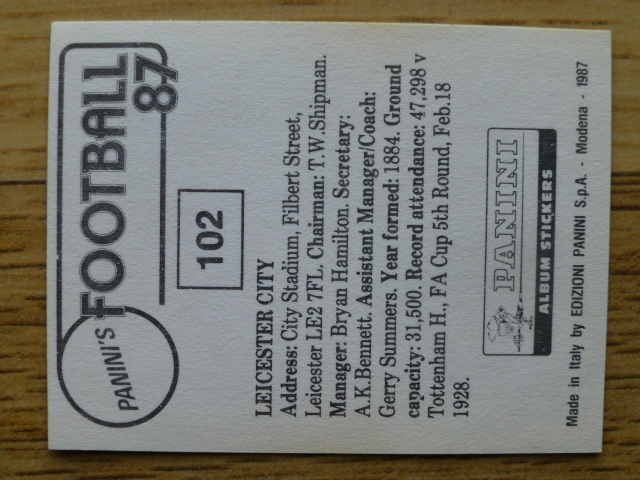 PANINI'S FOOTBALL 87
102
LEICESTER CITY
Address: City Stadium, Filbert Street,
Leicester LE2 7FL. Chairman: T.W.Shipman.
Manager: Bryan Hamilton. Secretary:
A.K.Bennett. Assistant Manager/Coach:
Gerry Summers. Year formed: 1884. Ground
capacity: 31,500. Record attendance: 47,298 v
Tottenham H., FA Cup 5th Round, Feb.18
1928.
PANINI
ALBUM STICKERS
Made in Italy by EDIZIONI PANINI S.p.A. - Modena - 1987